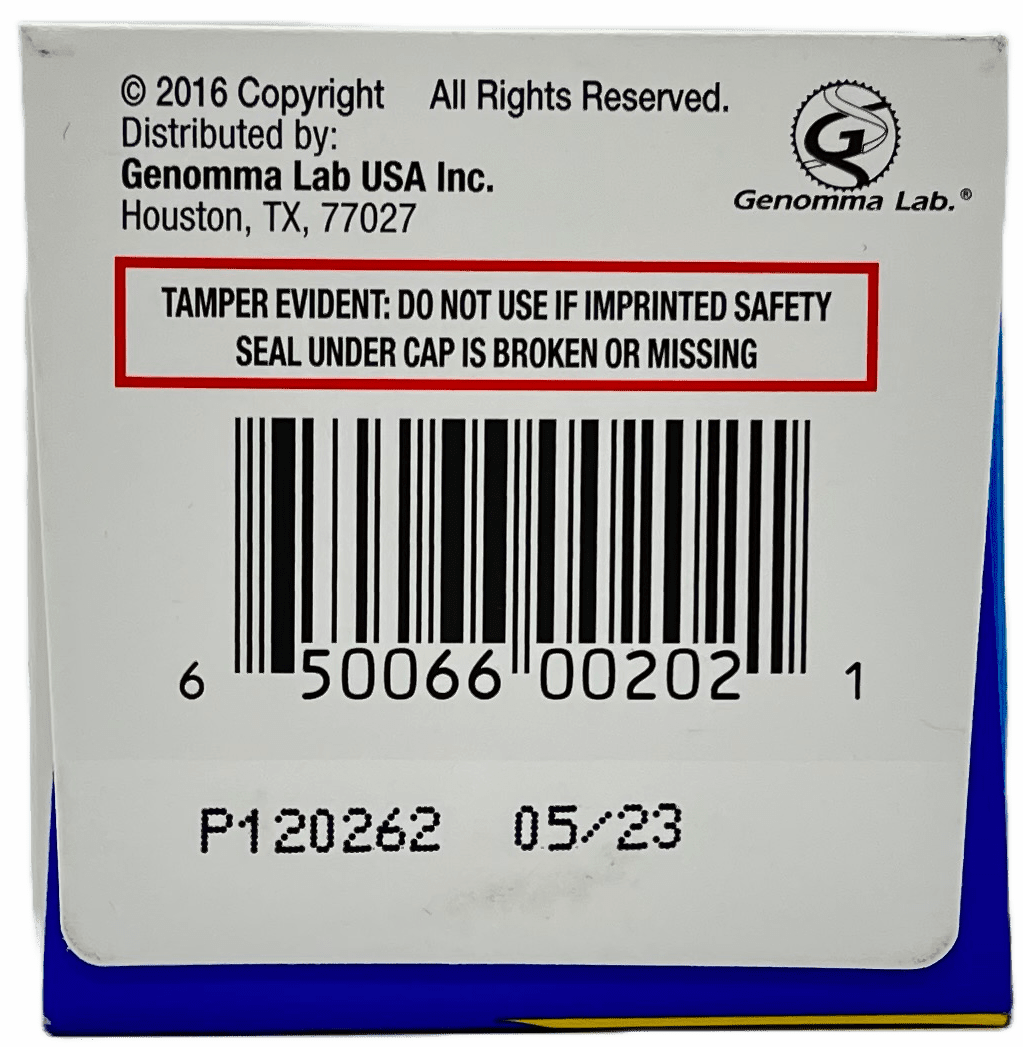 © 2016 Copyright All Rights Reserved.
Distributed by:
Genomma Lab USA Inc.
Houston, TX, 77027
G
Genomma Lab.®
TAMPER EVIDENT: DO NOT USE IF IMPRINTED SAFETY
SEAL UNDER CAP IS BROKEN OR MISSING
6 50066 00202 1
P120262 05/23